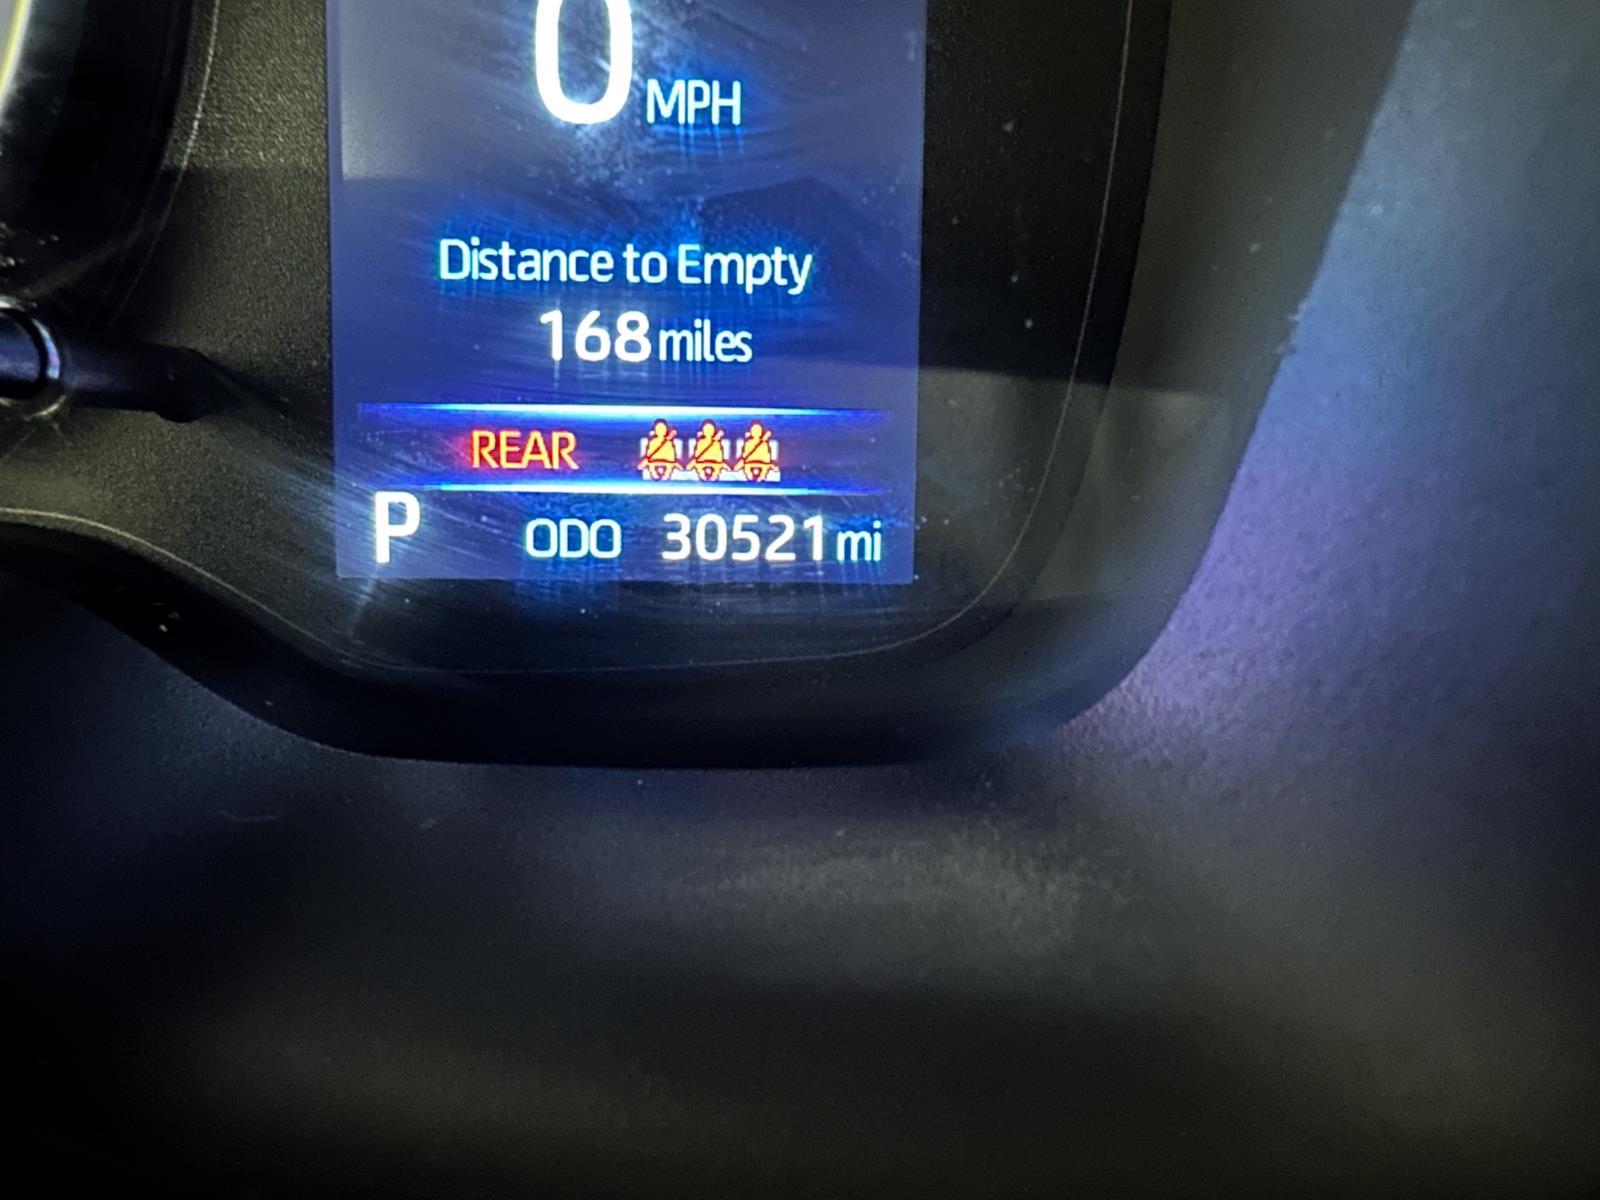 0 MPH
Distance to Empty
168 miles
REAR
P ODO 30521 mi